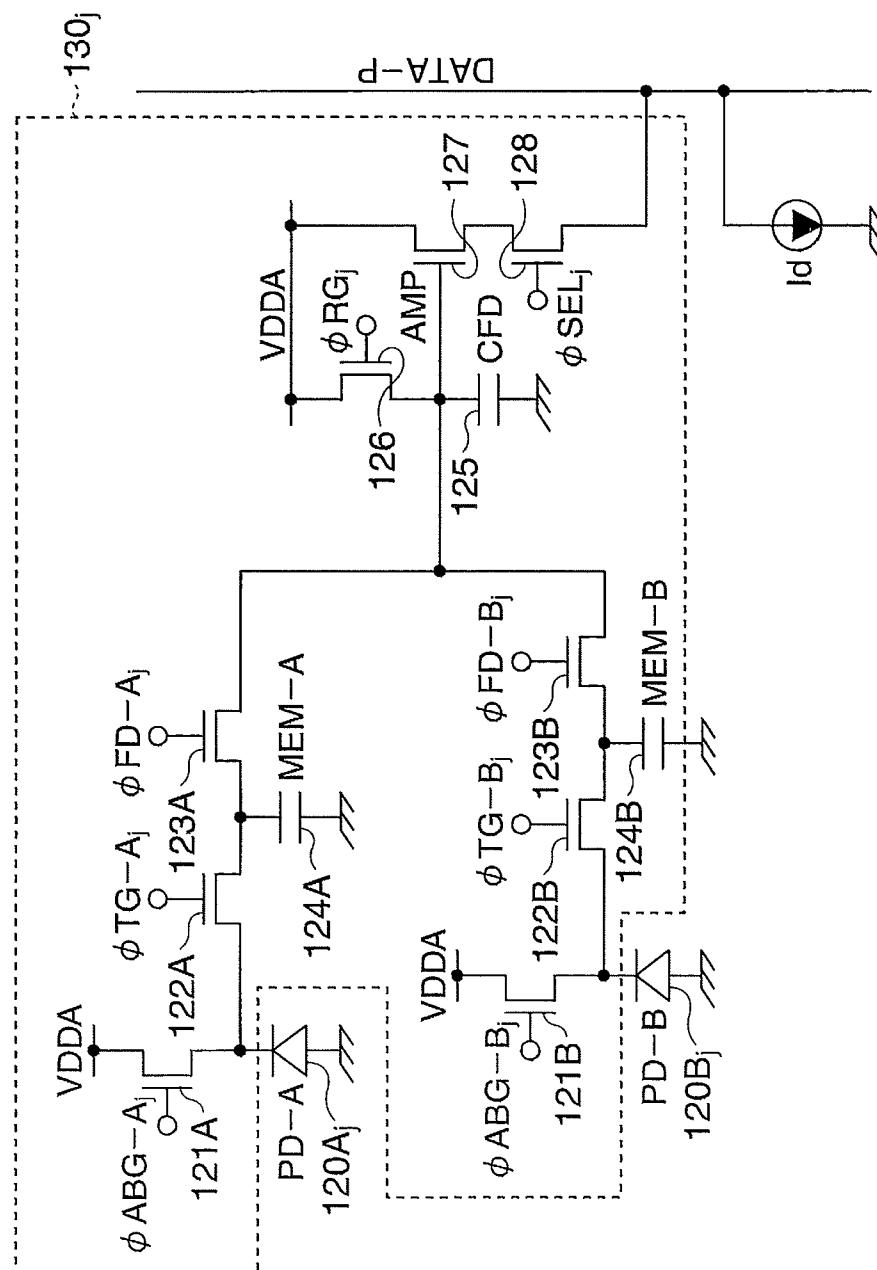 130j
DATA-P
VDDA
ϕRGj
126
AMP
127
128
125
CFD
ϕSELj
Id
VDDA
ϕABG-Aj
121A
ϕTG-Aj
122A
ϕFD-Aj
123A
124A
MEM-A
PD-A
120Aj
VDDA
ϕABG-Bj
121B
ϕTG-Bj
122B
ϕFD-Bj
123B
124B
MEM-B
PD-B
120Bj